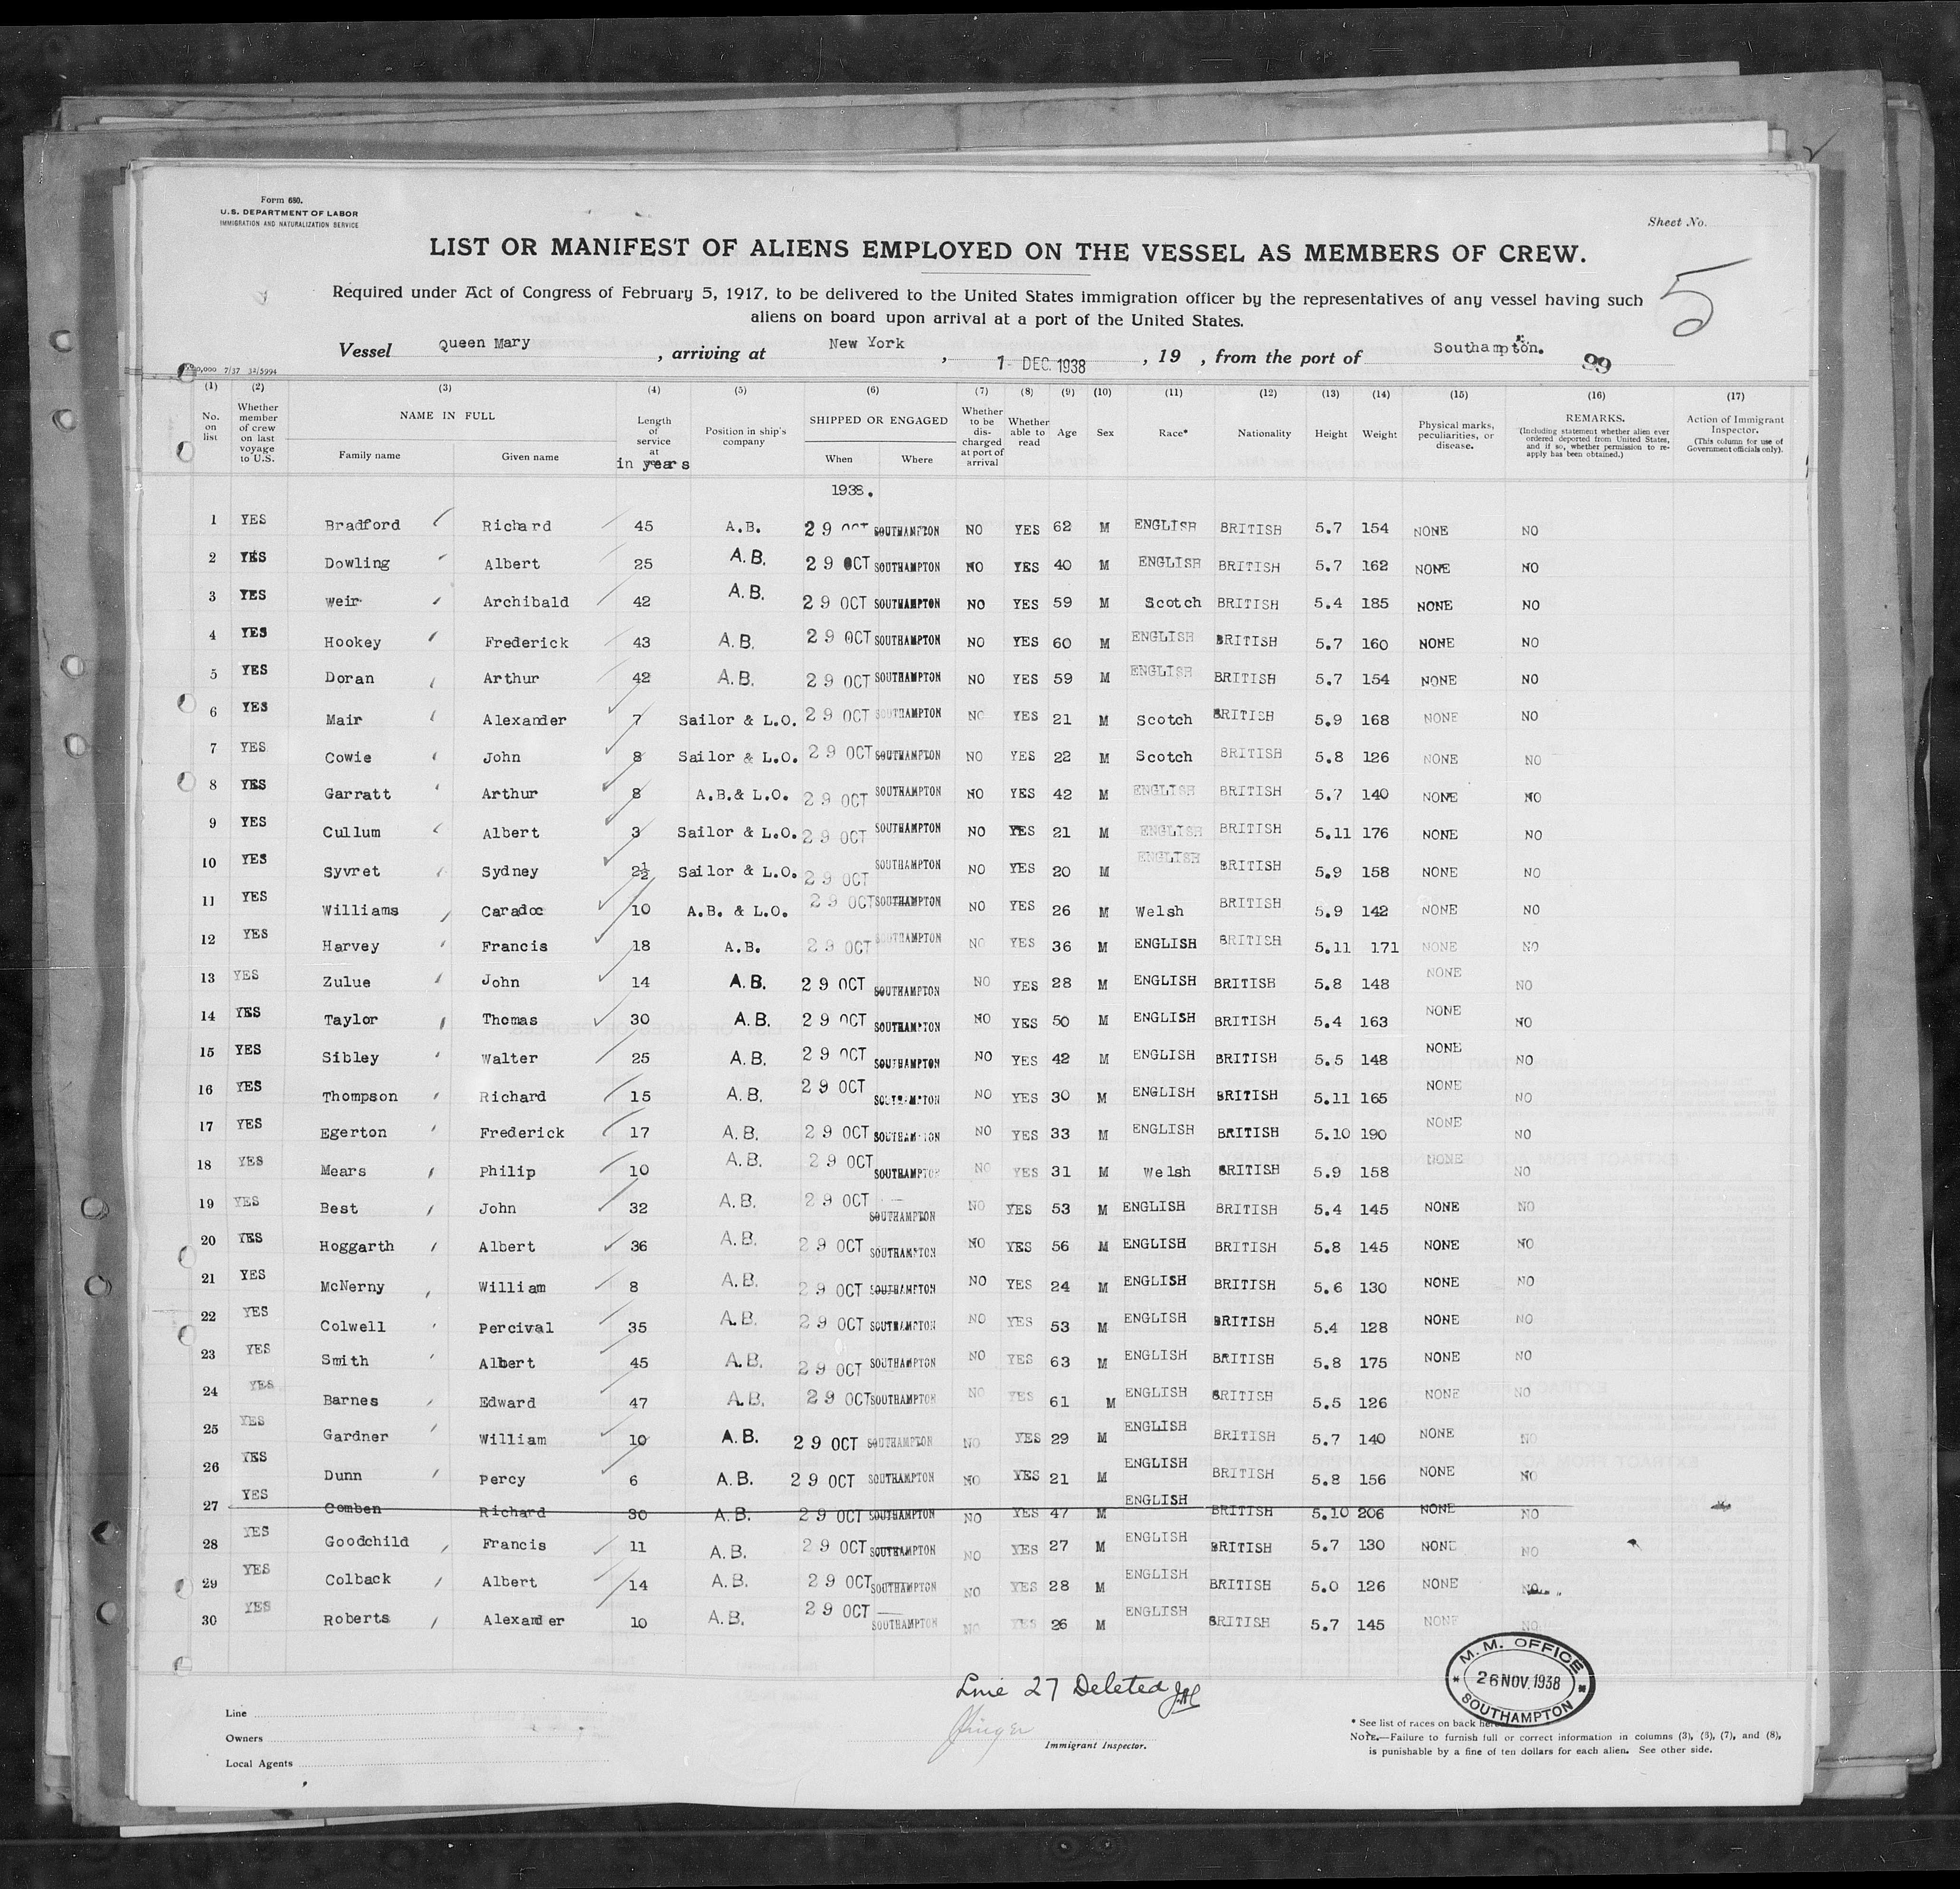 Form 680.
U.S. DEPARTMENT OF LABOR
IMMIGRATION AND NATURALIZATION SERVICE
Sheet No.
LIST OR MANIFEST OF ALIENS EMPLOYED ON THE VESSEL AS MEMBERS OF CREW.
5
Required under Act of Congress of February 5, 1917, to be delivered to the United States immigration officer by the representatives of any vessel having such
aliens on board upon arrival at a port of the United States.
Vessel Queen Mary, arriving at New York, 1 DEC. 1938, 19 , from the port of Southampton. 99
(1) (2) (3) (4) (5) (6) (7) (8) (9) (10) (11) (12) (13) (14) (15) (16) (17)
No. on list
Whether member of crew on last voyage to U.S.
NAME IN FULL
Family name
Given name
Length of service at
in years
Position in ship's company
SHIPPED OR ENGAGED
When
Where
Whether to be discharged at port of arrival
Whether able to read
Age
Sex
Race*
Nationality
Height
Weight
Physical marks, peculiarities, or disease.
REMARKS.
(Including statement whether alien ever ordered deported from United States, and if so, whether permission to reapply has been obtained.)
Action of Immigrant Inspector.
(This column for use of Government officials only).
1938.
1 YES Bradford Richard 45 A.B. 29 OCT SOUTHAMPTON NO YES 62 M ENGLISH BRITISH 5.7 154 NONE NO
2 YES Dowling Albert 25 A.B. 29 OCT SOUTHAMPTON NO YES 40 M ENGLISH BRITISH 5.7 162 NONE NO
3 YES Weir Archibald 42 A.B. 29 OCT SOUTHAMPTON NO YES 59 M Scotch BRITISH 5.4 185 NONE NO
4 YES Hookey Frederick 43 A.B. 29 OCT SOUTHAMPTON NO YES 60 M ENGLISH BRITISH 5.7 160 NONE NO
5 YES Doran Arthur 42 A.B. 29 OCT SOUTHAMPTON NO YES 59 M ENGLISH BRITISH 5.7 154 NONE NO
6 YES Mair Alexander 7 Sailor & L.O. 29 OCT SOUTHAMPTON NO YES 21 M Scotch BRITISH 5.9 168 NONE NO
7 YES Cowie John 8 Sailor & L.O. 29 OCT SOUTHAMPTON NO YES 22 M Scotch BRITISH 5.8 126 NONE NO
8 YES Garratt Arthur 8 A.B.& L.O. 29 OCT SOUTHAMPTON NO YES 42 M ENGLISH BRITISH 5.7 140 NONE NO
9 YES Cullum Albert 3 Sailor & L.O. 29 OCT SOUTHAMPTON NO YES 21 M ENGLISH BRITISH 5.11 176 NONE NO
10 YES Syvret Sydney 2½ Sailor & L.O. 29 OCT SOUTHAMPTON NO YES 20 M ENGLISH BRITISH 5.9 158 NONE NO
11 YES Williams Caradoc 10 A.B. & L.O. 29 OCT SOUTHAMPTON NO YES 26 M Welsh BRITISH 5.9 142 NONE NO
12 YES Harvey Francis 18 A.B. 29 OCT SOUTHAMPTON NO YES 36 M ENGLISH BRITISH 5.11 171 NONE NO
13 YES Zulue John 14 A.B. 29 OCT SOUTHAMPTON NO YES 28 M ENGLISH BRITISH 5.8 148 NONE NO
14 YES Taylor Thomas 30 A.B. 29 OCT SOUTHAMPTON NO YES 50 M ENGLISH BRITISH 5.4 163 NONE NO
15 YES Sibley Walter 25 A.B. 29 OCT SOUTHAMPTON NO YES 42 M ENGLISH BRITISH 5.5 148 NONE NO
16 YES Thompson Richard 15 A.B. 29 OCT SOUTHAMPTON NO YES 30 M ENGLISH BRITISH 5.11 165 NONE NO
17 YES Egerton Frederick 17 A.B. 29 OCT SOUTHAMPTON NO YES 33 M ENGLISH BRITISH 5.10 190 NONE NO
18 YES Mears Philip 10 A.B. 29 OCT SOUTHAMPTON NO YES 31 M Welsh BRITISH 5.9 158 NONE NO
19 YES Best John 32 A.B. 29 OCT SOUTHAMPTON NO YES 53 M ENGLISH BRITISH 5.4 145 NONE NO
20 YES Hoggarth Albert 36 A.B. 29 OCT SOUTHAMPTON NO YES 56 M ENGLISH BRITISH 5.8 145 NONE NO
21 YES McNerny William 8 A.B. 29 OCT SOUTHAMPTON NO YES 24 M ENGLISH BRITISH 5.6 130 NONE NO
22 YES Colwell Percival 35 A.B. 29 OCT SOUTHAMPTON NO YES 53 M ENGLISH BRITISH 5.4 128 NONE NO
23 YES Smith Albert 45 A.B. 29 OCT SOUTHAMPTON NO YES 63 M ENGLISH BRITISH 5.8 175 NONE NO
24 YES Barnes Edward 47 A.B. 29 OCT SOUTHAMPTON NO YES 61 M ENGLISH BRITISH 5.5 126 NONE NO
25 YES Gardner William 10 A.B. 29 OCT SOUTHAMPTON NO YES 29 M ENGLISH BRITISH 5.7 140 NONE NO
26 YES Dunn Percy 6 A.B. 29 OCT SOUTHAMPTON NO YES 21 M ENGLISH BRITISH 5.8 156 NONE NO
27 YES Comben Richard 30 A.B. 29 OCT SOUTHAMPTON NO YES 47 M ENGLISH BRITISH 5.10 206 NONE NO
28 YES Goodchild Francis 11 A.B. 29 OCT SOUTHAMPTON NO YES 27 M ENGLISH BRITISH 5.7 130 NONE NO
29 YES Colback Albert 14 A.B. 29 OCT SOUTHAMPTON NO YES 28 M ENGLISH BRITISH 5.0 126 NONE NO
30 YES Roberts Alexander 10 A.B. 29 OCT SOUTHAMPTON NO YES 26 M ENGLISH BRITISH 5.7 145 NONE NO
M.M. OFFICE
26 NOV. 1938
SOUTHAMPTON
Line 27 Deleted
Line
Owners
Local Agents
Immigrant Inspector.
* See list of races on back hereof
NOTE.—Failure to furnish full or correct information in columns (3), (5), (7), and (8),
is punishable by a fine of ten dollars for each alien. See other side.